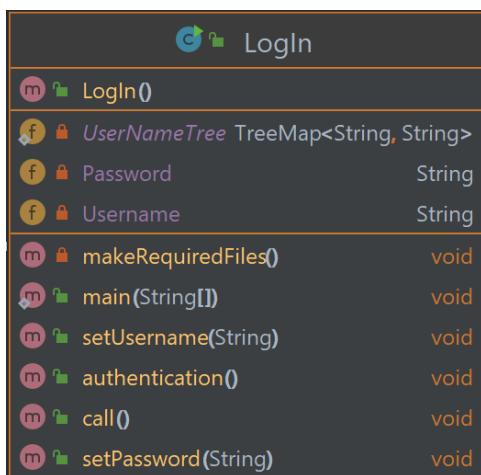 LogIn
LogIn()
UserNameTree TreeMap<String, String>
Password String
Username String
makeRequiredFiles() void
main(String[]) void
setUsername(String) void
authentication() void
call() void
setPassword(String) void